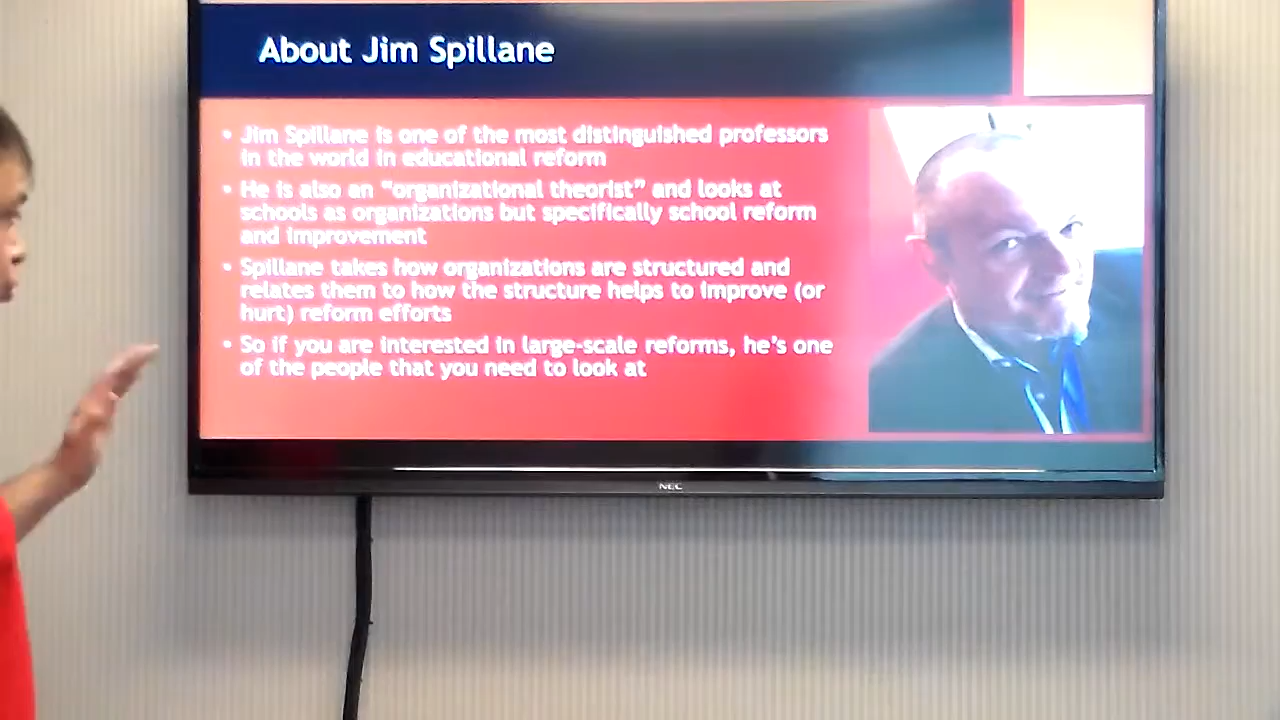 About Jim Spillane
• Jim Spillane is one of the most distinguished professors
in the world in educational reform
• He is also an “organizational theorist” and looks at
schools as organizations but specifically school reform
and improvement
• Spillane takes how organizations are structured and
relates them to how the structure helps to improve (or
hurt) reform efforts
• So if you are interested in large-scale reforms, he’s one
of the people that you need to look at
NEC